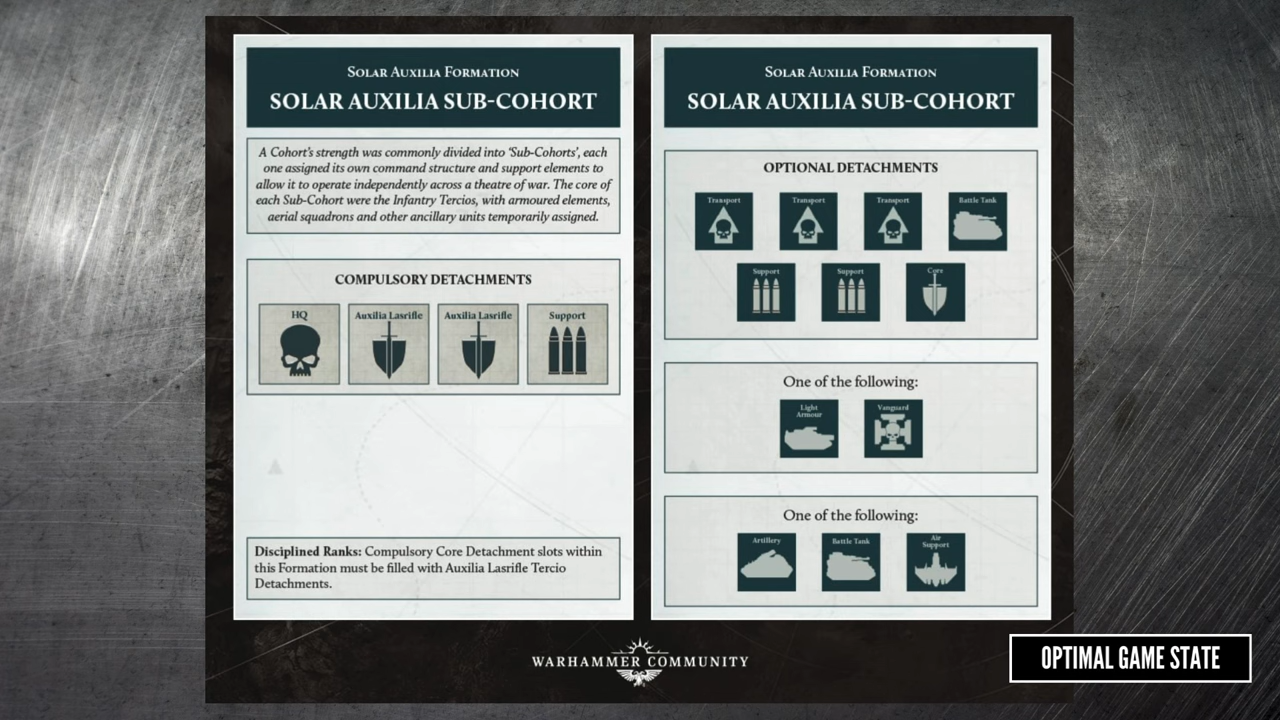 SOLAR AUXILIA FORMATION
SOLAR AUXILIA SUB-COHORT
A Cohort's strength was commonly divided into 'Sub-Cohorts', each
one assigned its own command structure and support elements to
allow it to operate independently across a theatre of war. The core of
each Sub-Cohort were the Infantry Tercios, with armoured elements,
aerial squadrons and other ancillary units temporarily assigned.
COMPULSORY DETACHMENTS
HQ
Auxilia Lasrifle
Auxilia Lasrifle
Support
Disciplined Ranks: Compulsory Core Detachment slots within
this Formation must be filled with Auxilia Lasrifle Tercio
Detachments.
SOLAR AUXILIA FORMATION
SOLAR AUXILIA SUB-COHORT
OPTIONAL DETACHMENTS
Transport
Transport
Transport
Battle Tank
Support
Support
Core
One of the following:
Light
Armour
Vanguard
One of the following:
Artillery
Battle Tank
Air
Support
WARHAMMER COMMUNITY
OPTIMAL GAME STATE